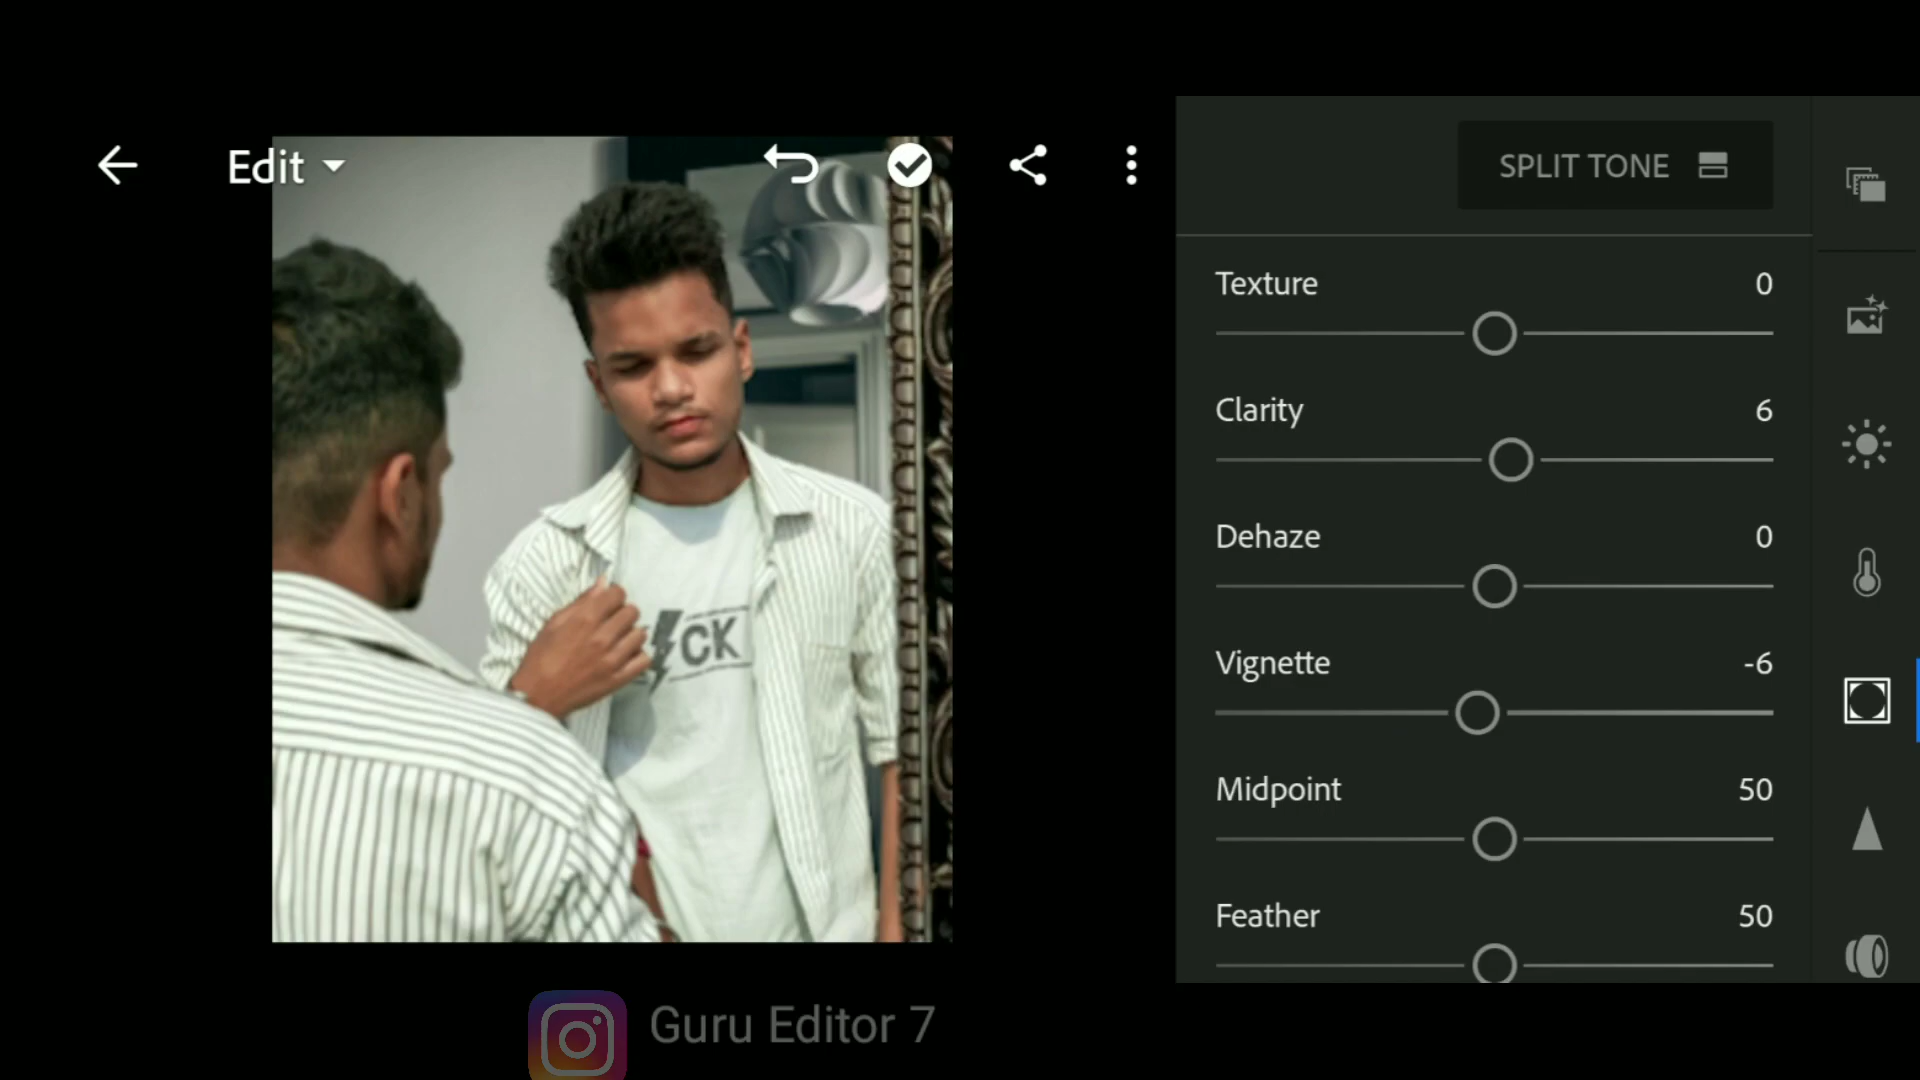 Edit
SPLIT TONE
Texture 0
Clarity 6
Dehaze 0
Vignette -6
Midpoint 50
Feather 50
CK
Guru Editor 7